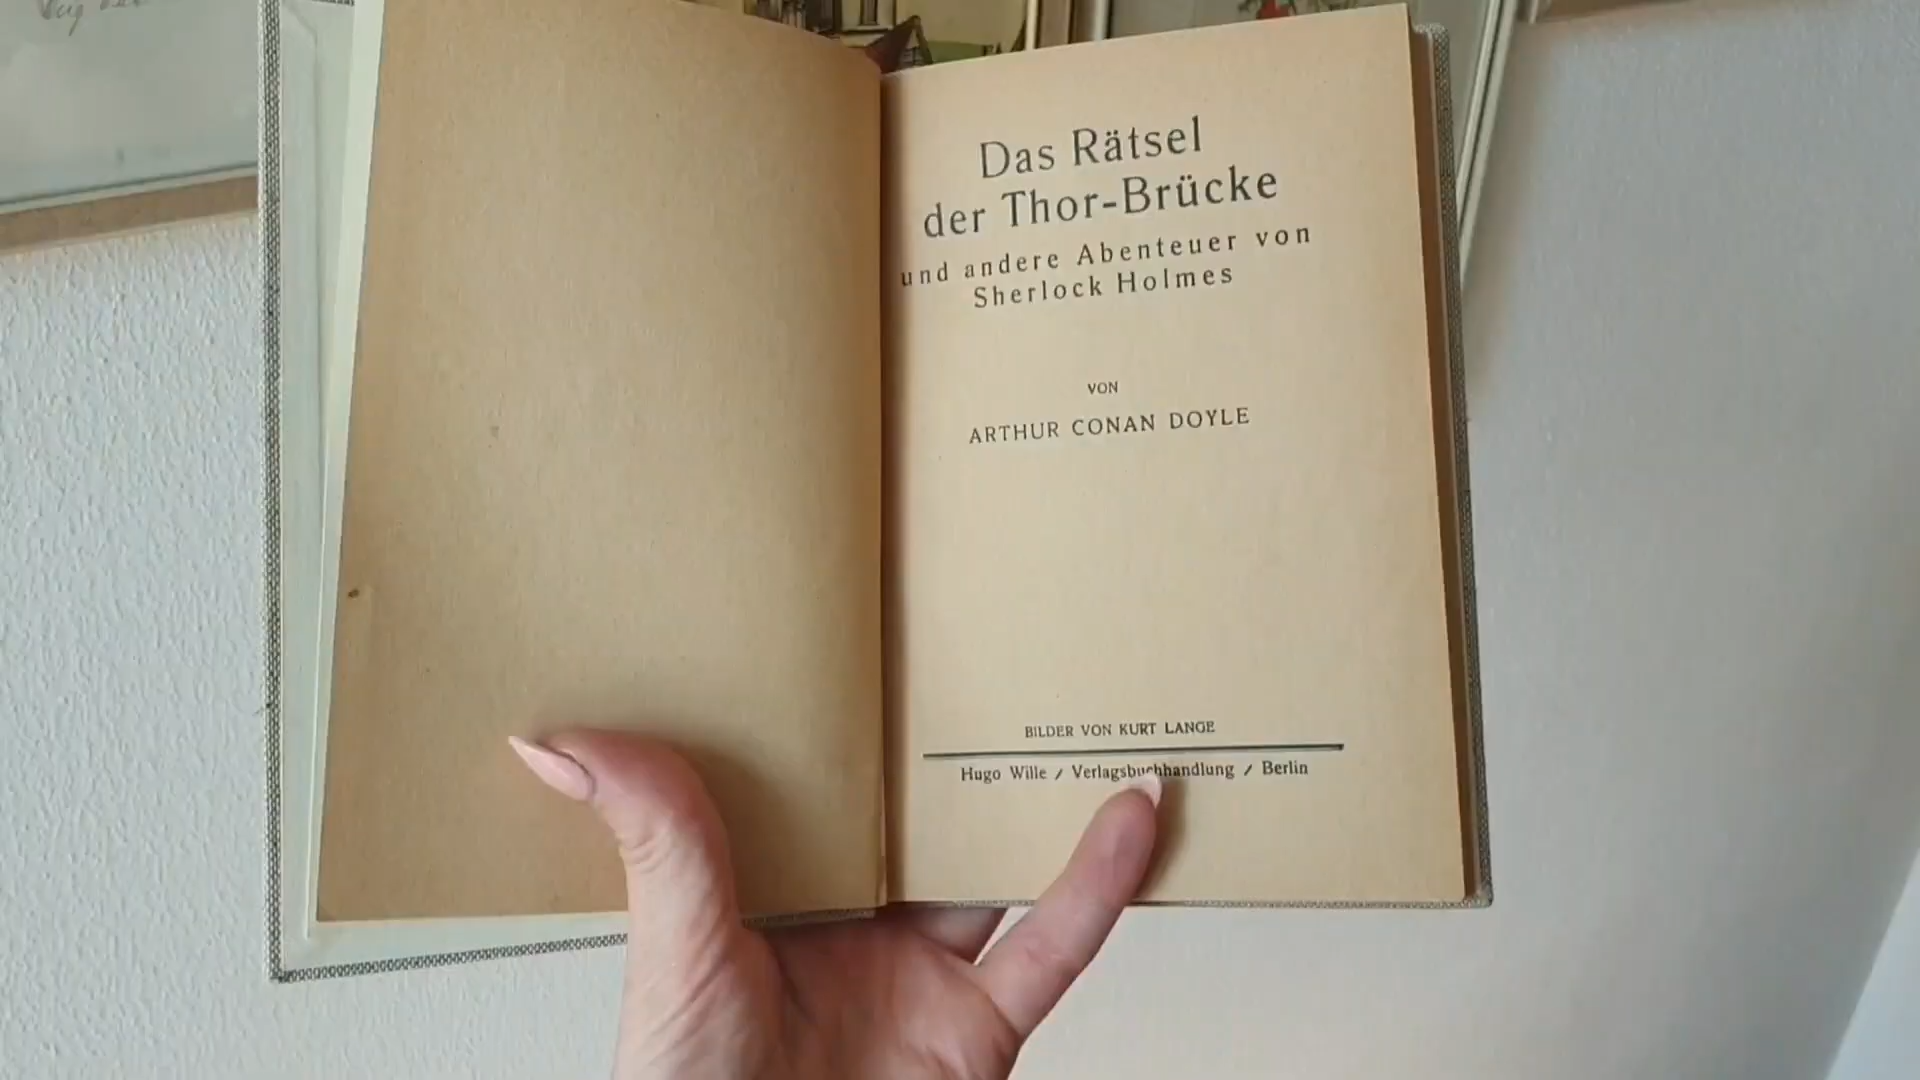 Das Rätsel
der Thor-Brücke
und andere Abenteuer von
Sherlock Holmes
VON
ARTHUR CONAN DOYLE
BILDER VON KURT LANGE
Hugo Wille / Verlagsbuchhandlung / Berlin